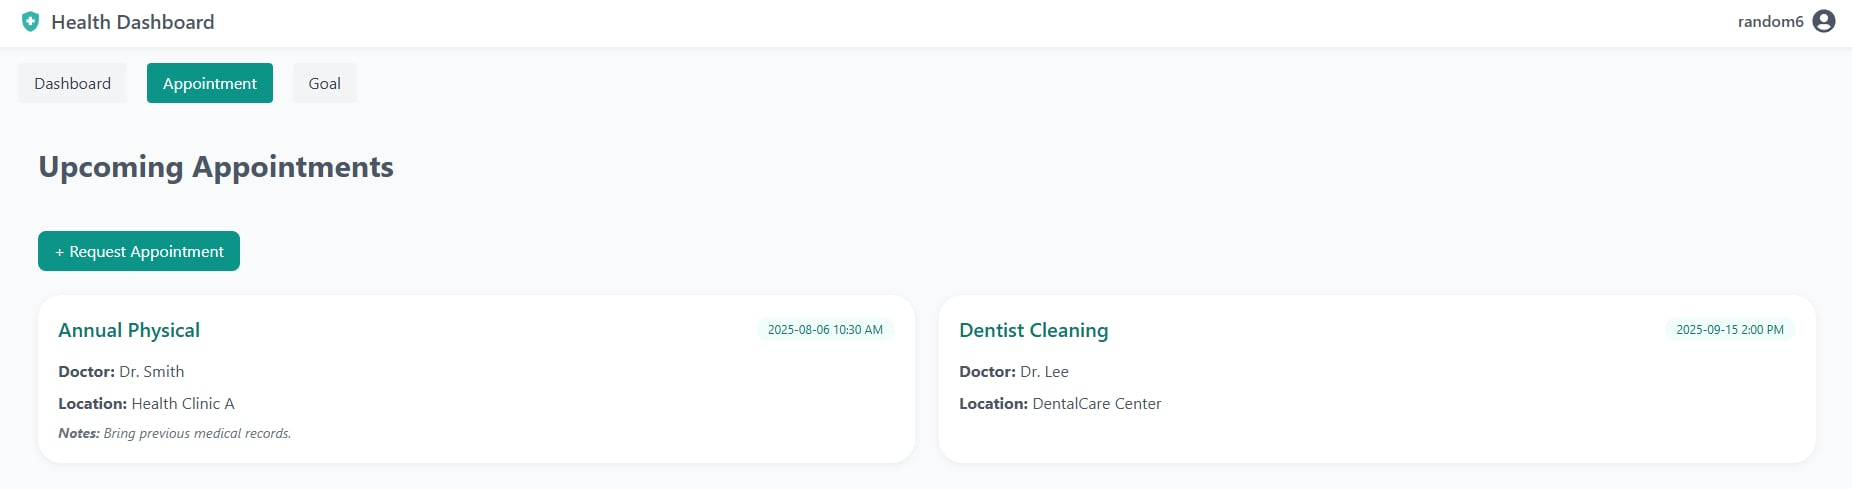 Health Dashboard
random6
Dashboard
Appointment
Goal
Upcoming Appointments
+ Request Appointment
Annual Physical
2025-08-06 10:30 AM
Doctor: Dr. Smith
Location: Health Clinic A
Notes: Bring previous medical records.
Dentist Cleaning
2025-09-15 2:00 PM
Doctor: Dr. Lee
Location: DentalCare Center